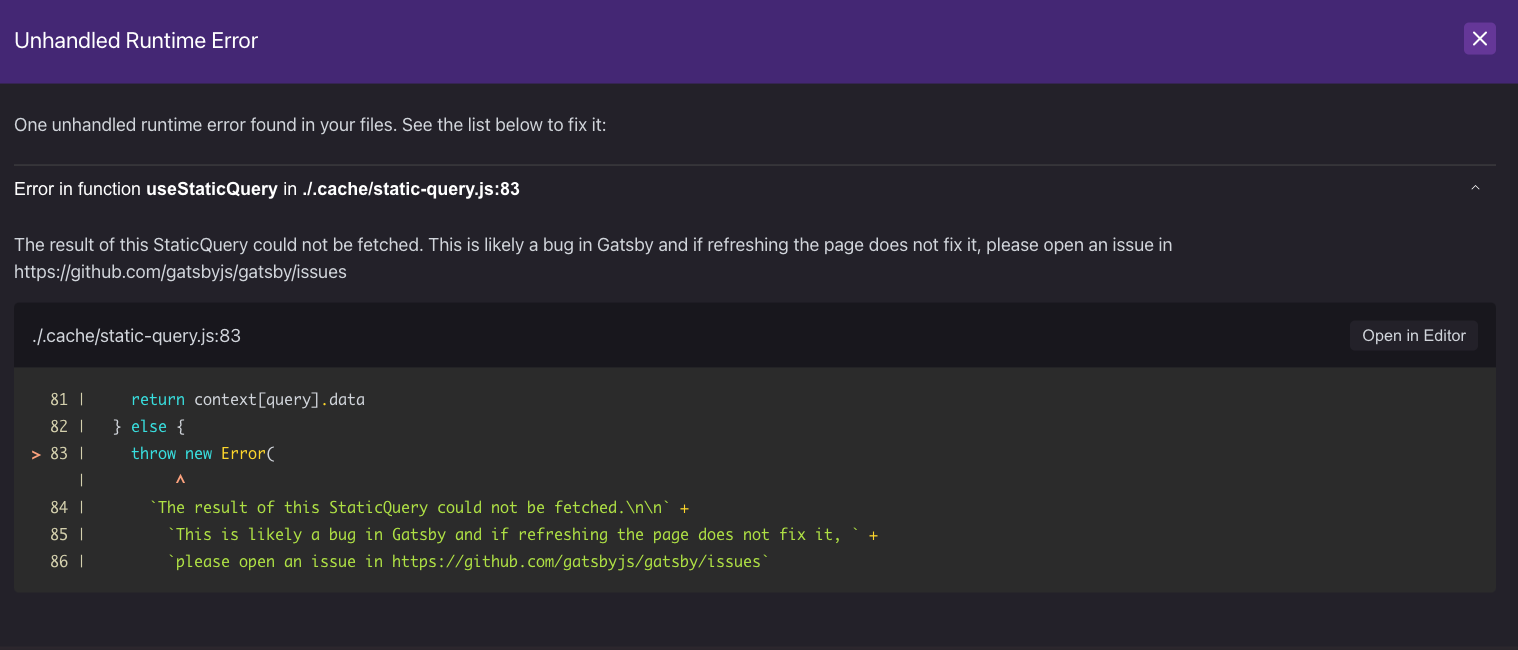 Unhandled Runtime Error
One unhandled runtime error found in your files. See the list below to fix it:
Error in function useStaticQuery in ./.cache/static-query.js:83
The result of this StaticQuery could not be fetched. This is likely a bug in Gatsby and if refreshing the page does not fix it, please open an issue in
https://github.com/gatsbyjs/gatsby/issues
./.cache/static-query.js:83 Open in Editor
  81 |     return context[query].data
  82 |   } else {
> 83 |     throw new Error(
     |          ^
  84 |       `The result of this StaticQuery could not be fetched.\n\n` +
  85 |         `This is likely a bug in Gatsby and if refreshing the page does not fix it, ` +
  86 |         `please open an issue in https://github.com/gatsbyjs/gatsby/issues`